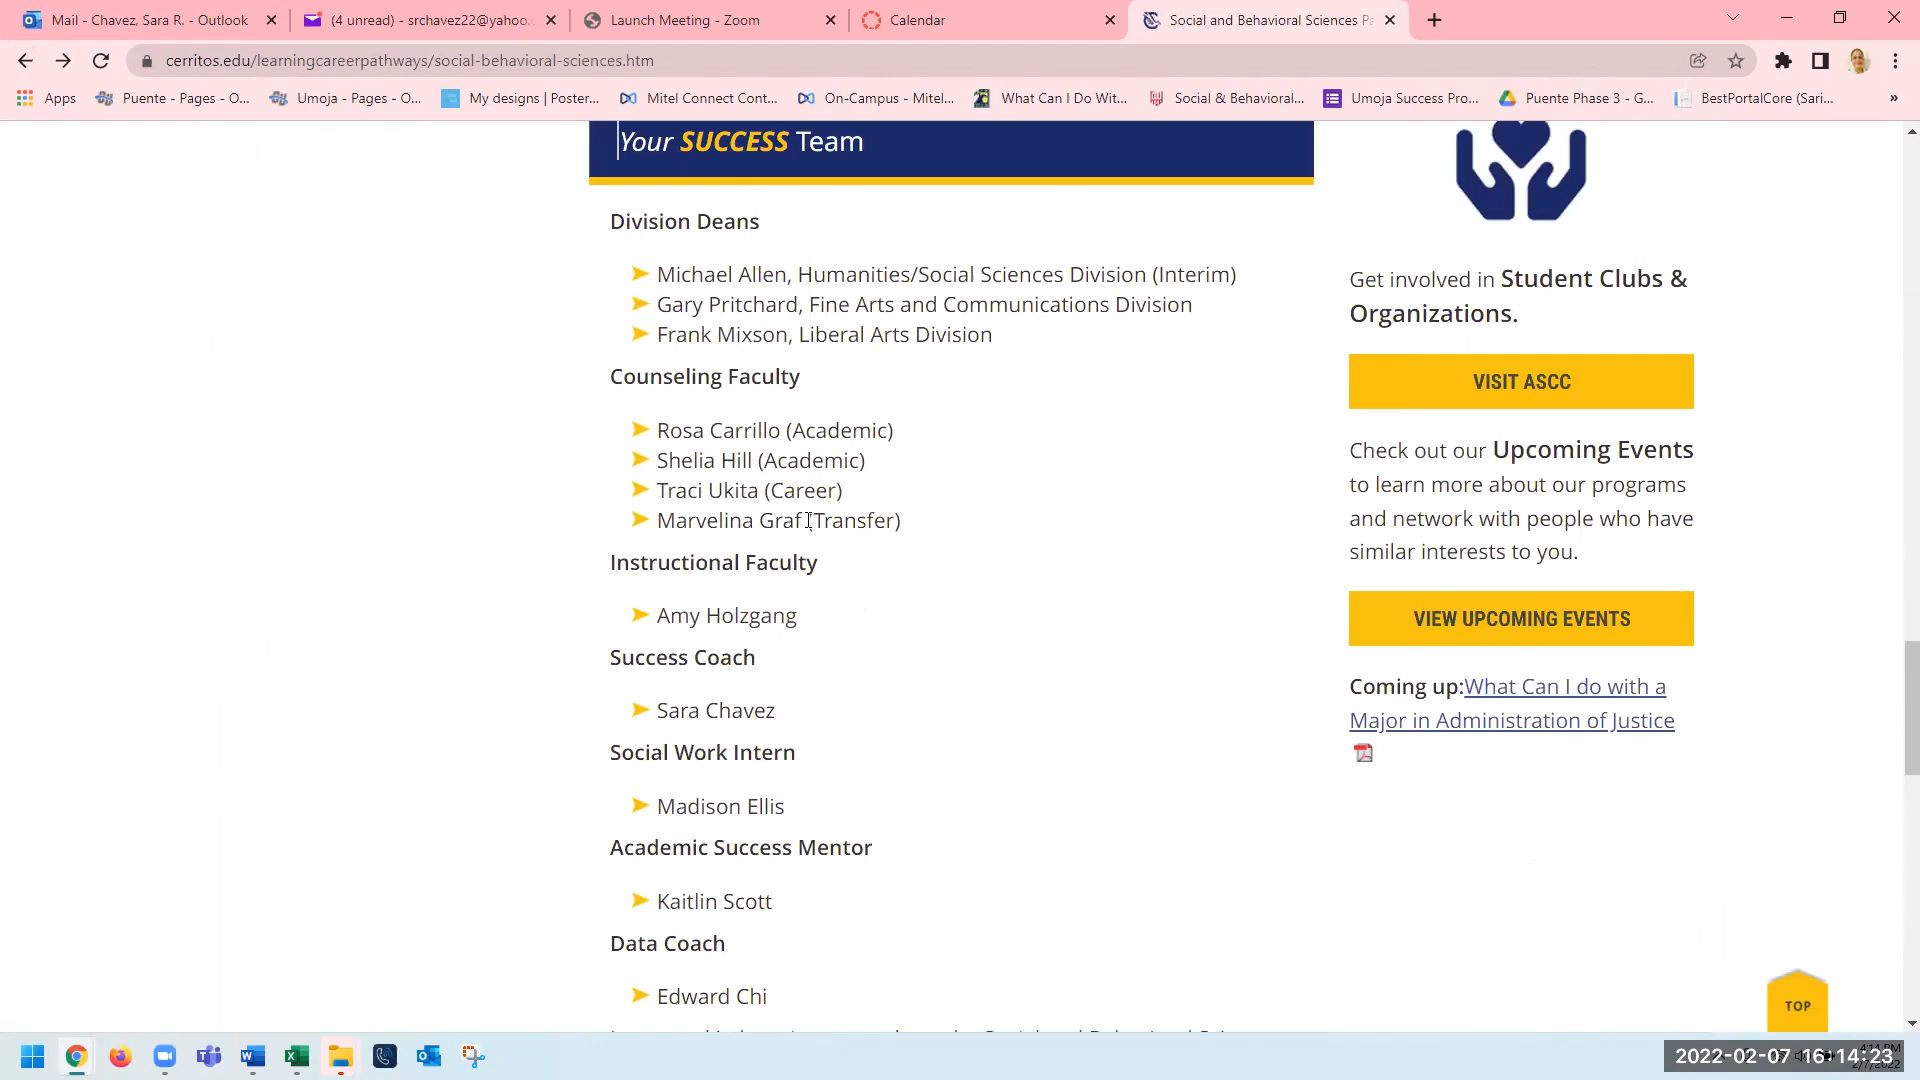 Mail - Chavez, Sara R. - Outlook
(4 unread) - srchavez22@yahoo.c
Launch Meeting - Zoom
Calendar
Social and Behavioral Sciences Pa
cerritos.edu/learningcareerpathways/social-behavioral-sciences.htm
Apps
Puente - Pages - O...
Umoja - Pages - O...
My designs | Poster...
Mitel Connect Cont...
On-Campus - Mitel...
What Can I Do Wit...
Social & Behavioral...
Umoja Success Pro...
Puente Phase 3 - G...
BestPortalCore (Sari...
»
Your SUCCESS Team
Division Deans
Michael Allen, Humanities/Social Sciences Division (Interim)
Gary Pritchard, Fine Arts and Communications Division
Frank Mixson, Liberal Arts Division
Counseling Faculty
Rosa Carrillo (Academic)
Shelia Hill (Academic)
Traci Ukita (Career)
Marvelina Graf (Transfer)
Instructional Faculty
Amy Holzgang
Success Coach
Sara Chavez
Social Work Intern
Madison Ellis
Academic Success Mentor
Kaitlin Scott
Data Coach
Edward Chi
Get involved in Student Clubs &
Organizations.
VISIT ASCC
Check out our Upcoming Events
to learn more about our programs
and network with people who have
similar interests to you.
VIEW UPCOMING EVENTS
Coming up:What Can I do with a
Major in Administration of Justice
TOP
2022-02-07 16:14:23